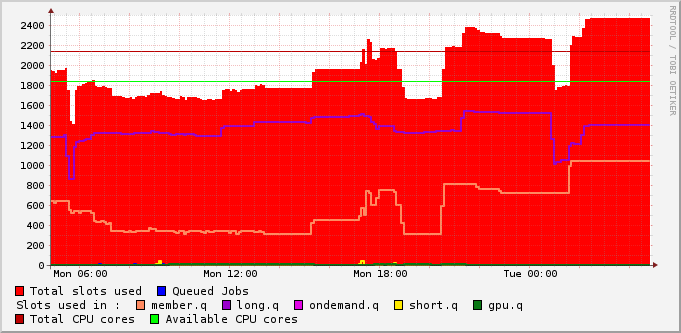 2400
2200
2000
1800
1600
1400
1200
1000
800
600
400
200
0
Mon 06:00 Mon 12:00 Mon 18:00 Tue 00:00
Total slots used Queued Jobs
Slots used in : member.q long.q ondemand.q short.q gpu.q
Total CPU cores Available CPU cores
RRDTOOL / TOBI OETIKER